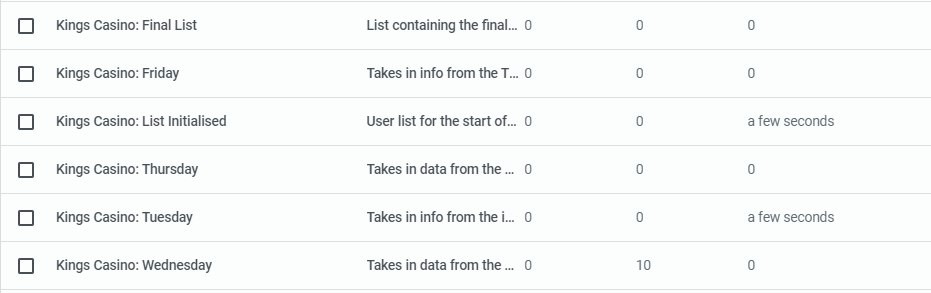 Kings Casino: Final List List containing the final... 0 0 0
Kings Casino: Friday Takes in info from the T... 0 0 0
Kings Casino: List Initialised User list for the start of... 0 0 a few seconds
Kings Casino: Thursday Takes in data from the ... 0 0 0
Kings Casino: Tuesday Takes in info from the i... 0 0 a few seconds
Kings Casino: Wednesday Takes in data from the ... 0 10 0